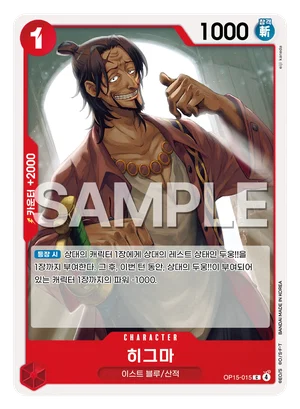 1
1000
참격
斬
카운터 +2000
SAMPLE
등장 시 상대의 캐릭터 1장에게 상대의 레스트 상태의 두웅!!을
1장까지 부여한다. 그 후, 이번 턴 동안, 상대의 두웅!!이 부여되어
있는 캐릭터 1장까지의 파워 -1000.
CHARACTER
히그마
이스트 블루/산적
OP15-015 C
BANDAI MADE IN KOREA